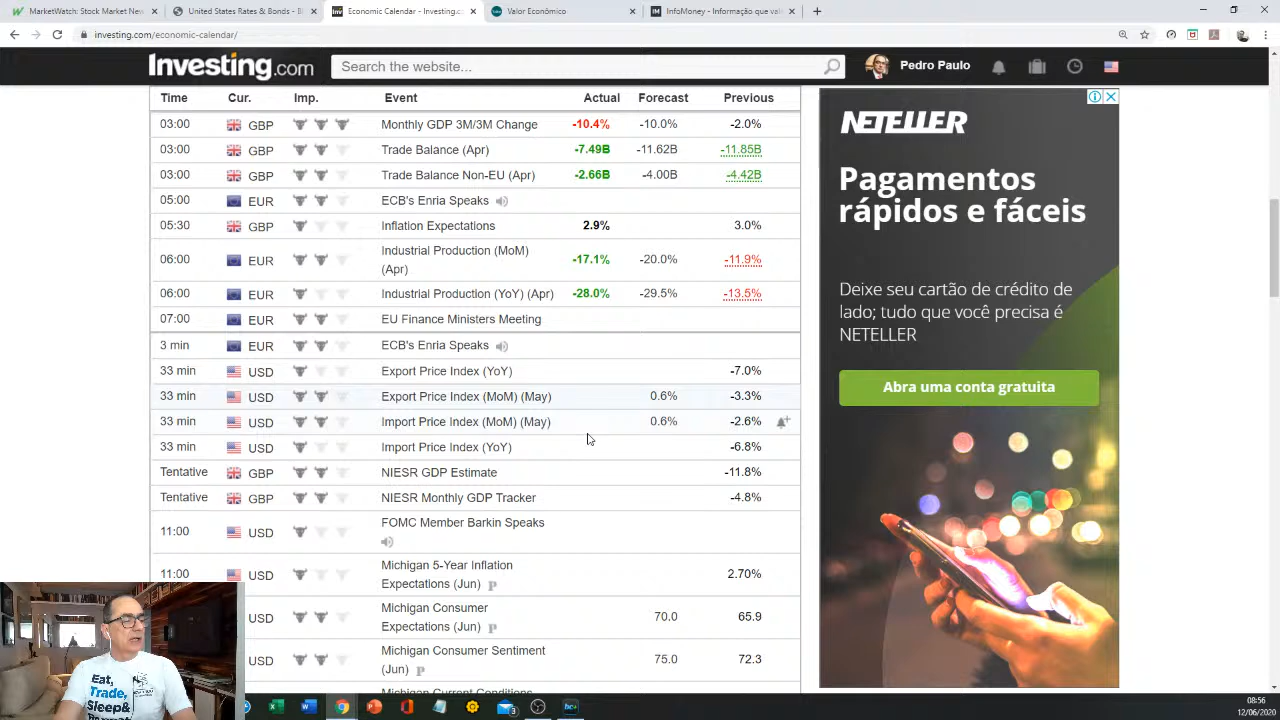 MarketWatch: Stock Market New
United States Rates & Bonds - B
Economic Calendar - Investing.c
Valor Econômico
InfoMoney - Informação que val
investing.com/economic-calendar/
Investing.com
Search the website...
Pedro Paulo
Time Cur. Imp. Event Actual Forecast Previous
03:00 GBP Monthly GDP 3M/3M Change -10.4% -10.0% -2.0%
03:00 GBP Trade Balance (Apr) -7.49B -11.62B -11.85B
03:00 GBP Trade Balance Non-EU (Apr) -2.66B -4.00B -4.42B
05:00 EUR ECB's Enria Speaks
05:30 GBP Inflation Expectations 2.9% 3.0%
06:00 EUR Industrial Production (MoM)
(Apr) -17.1% -20.0% -11.9%
06:00 EUR Industrial Production (YoY) (Apr) -28.0% -29.5% -13.5%
07:00 EUR EU Finance Ministers Meeting
3 min EUR ECB's Enria Speaks
33 min USD Export Price Index (YoY) -7.0%
33 min USD Export Price Index (MoM) (May) 0.6% -3.3%
33 min USD Import Price Index (MoM) (May) 0.6% -2.6%
33 min USD Import Price Index (YoY) -6.8%
Tentative GBP NIESR GDP Estimate -11.8%
Tentative GBP NIESR Monthly GDP Tracker -4.8%
11:00 USD FOMC Member Barkin Speaks
11:00 USD Michigan 5-Year Inflation
Expectations (Jun) P 2.70%
USD Michigan Consumer
Expectations (Jun) P 70.0 65.9
USD Michigan Consumer Sentiment
(Jun) P 75.0 72.3
Michigan Current Conditions
NETELLER
Pagamentos
rápidos e fáceis
Deixe seu cartão de crédito de
lado; tudo que você precisa é
NETELLER
Abra uma conta gratuita
Eat,
Trade,
Sleep&
08:56
12/06/2020